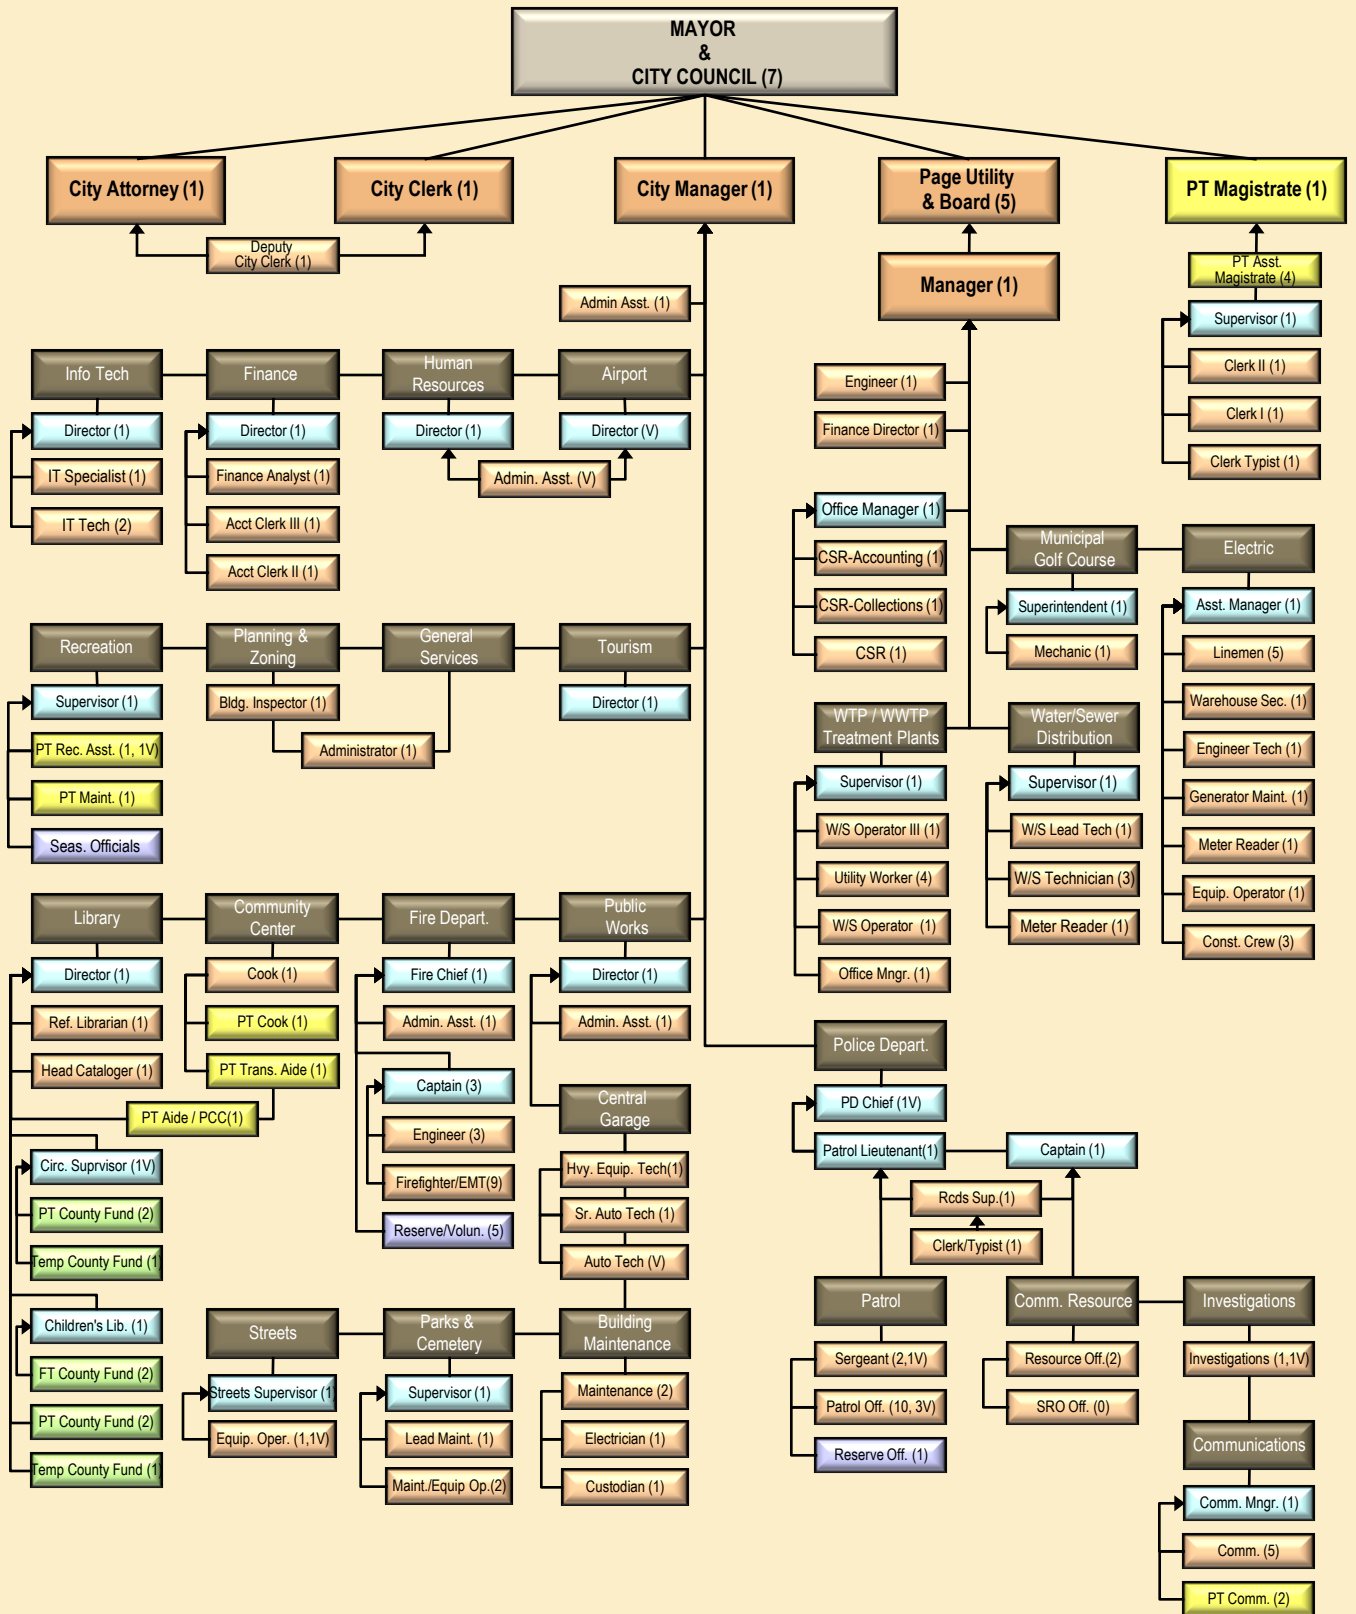 MAYOR
&
CITY COUNCIL (7)
City Attorney (1)
City Clerk (1)
City Manager (1)
Page Utility
& Board (5)
PT Magistrate (1)
Deputy
City Clerk (1)
PT Asst.
Magistrate (4)
Manager (1)
Admin Asst. (1)
Supervisor (1)
Clerk II (1)
Clerk I (1)
Clerk Typist (1)
Info Tech
Finance
Human
Resources
Airport
Director (1)
Director (1)
Director (1)
Director (V)
IT Specialist (1)
Finance Analyst (1)
Admin. Asst. (V)
IT Tech (2)
Acct Clerk III (1)
Acct Clerk II (1)
Engineer (1)
Finance Director (1)
Office Manager (1)
CSR-Accounting (1)
CSR-Collections (1)
CSR (1)
Municipal
Golf Course
Superintendent (1)
Mechanic (1)
Electric
Asst. Manager (1)
Linemen (5)
Warehouse Sec. (1)
Engineer Tech (1)
Generator Maint. (1)
Meter Reader (1)
Equip. Operator (1)
Const. Crew (3)
Recreation
Planning &
Zoning
General
Services
Tourism
Supervisor (1)
Bldg. Inspector (1)
Director (1)
PT Rec. Asst. (1, 1V)
Administrator (1)
PT Maint. (1)
Seas. Officials
WTP / WWTP
Treatment Plants
Supervisor (1)
W/S Operator III (1)
Utility Worker (4)
W/S Operator (1)
Office Mngr. (1)
Water/Sewer
Distribution
Supervisor (1)
W/S Lead Tech (1)
W/S Technician (3)
Meter Reader (1)
Library
Community
Center
Fire Depart.
Public
Works
Director (1)
Cook (1)
Fire Chief (1)
Director (1)
Ref. Librarian (1)
PT Cook (1)
Admin. Asst. (1)
Admin. Asst. (1)
Head Cataloger (1)
PT Trans. Aide (1)
Captain (3)
PT Aide / PCC(1)
Central
Garage
Engineer (3)
Circ. Suprvisor (1V)
Hvy. Equip. Tech(1)
Firefighter/EMT(9)
PT County Fund (2)
Sr. Auto Tech (1)
Reserve/Volun. (5)
Temp County Fund (1)
Auto Tech (V)
Children's Lib. (1)
Streets
Parks &
Cemetery
Building
Maintenance
FT County Fund (2)
Streets Supervisor (1)
Supervisor (1)
Maintenance (2)
PT County Fund (2)
Equip. Oper. (1,1V)
Lead Maint. (1)
Electrician (1)
Temp County Fund (1)
Maint./Equip Op.(2)
Custodian (1)
Police Depart.
PD Chief (1V)
Patrol Lieutenant(1)
Captain (1)
Rcds Sup.(1)
Clerk/Typist (1)
Patrol
Comm. Resource
Investigations
Sergeant (2,1V)
Resource Off.(2)
Investigations (1,1V)
Patrol Off. (10, 3V)
SRO Off. (0)
Reserve Off. (1)
Communications
Comm. Mngr. (1)
Comm. (5)
PT Comm. (2)